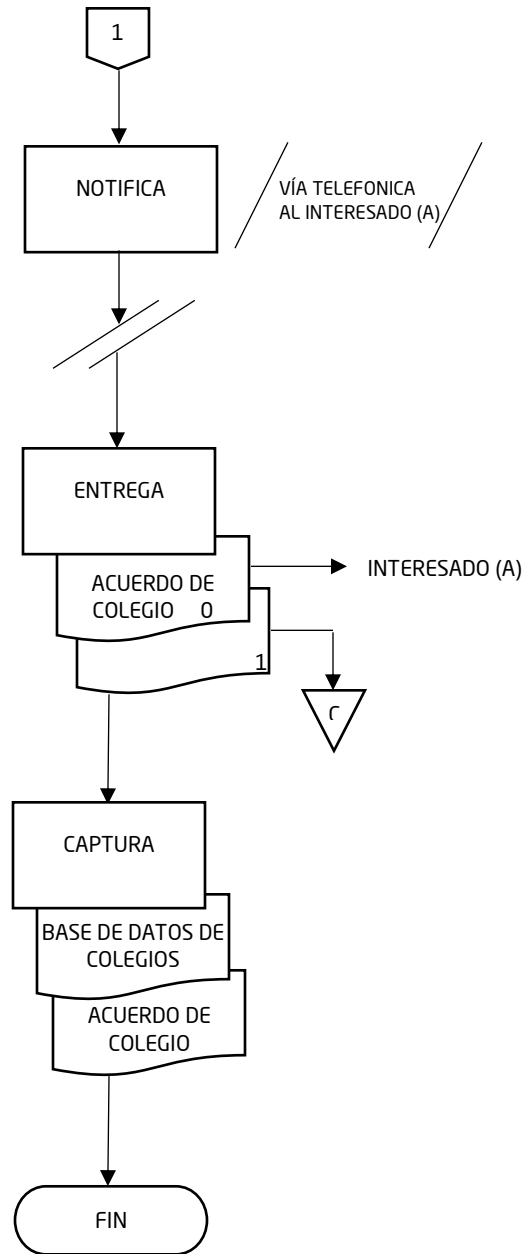 1
NOTIFICA
VÍA TELEFONICA
AL INTERESADO (A)
ENTREGA
ACUERDO DE
COLEGIO 0
INTERESADO (A)
1
C
CAPTURA
BASE DE DATOS DE
COLEGIOS
ACUERDO DE
COLEGIO
FIN